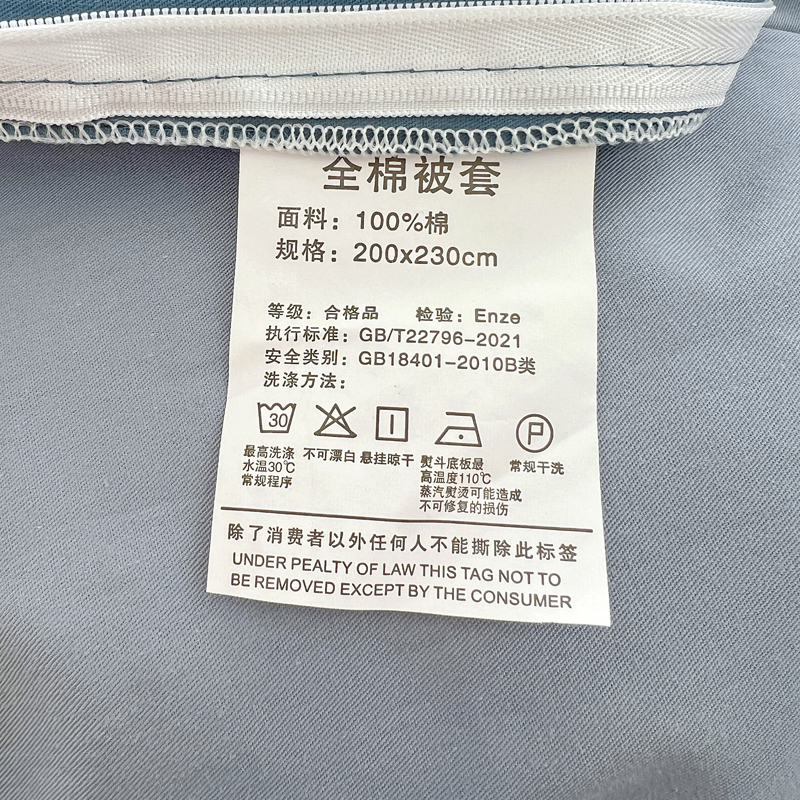 全棉被套
面料：100%棉
规格：200x230cm
等级：合格品 检验：Enze
执行标准：GB/T22796-2021
安全类别：GB18401-2010B类
洗涤方法：
30 P
最高洗涤
水温30℃
常规程序
不可漂白
悬挂晾干
熨斗底板最
高温度110℃
蒸汽熨烫可能造成
不可修复的损伤
常规干洗
除了消费者以外任何人不能撕除此标签
UNDER PEALTY OF LAW THIS TAG NOT TO
BE REMOVED EXCEPT BY THE CONSUMER